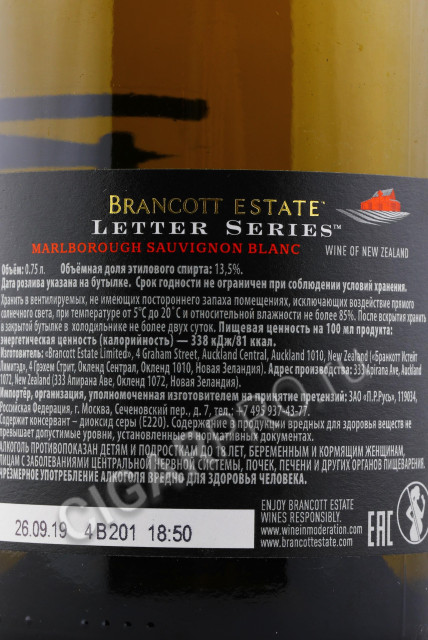 BRANCOTT ESTATE™
LETTER SERIES™
MARLBOROUGH SAUVIGNON BLANC
WINE OF NEW ZEALAND
Объём: 0.75 л. Объёмная доля этилового спирта: 13,5%.
Дата розлива указана на бутылке. Срок годности не ограничен при соблюдении условий хранения.
Хранить в вентилируемых, не имеющих постороннего запаха помещениях, исключающих воздействие прямого
солнечного света, при температуре от 5°C до 20°C и относительной влажности не более 85%. После вскрытия хранить
в закрытой бутылке в холодильнике не более двух суток. Пищевая ценность на 100 мл продукта:
энергетическая ценность (калорийность) — 338 кДж/81 ккал.
Изготовитель: «Brancott Estate Limited», 4 Graham Street, Auckland Central, Auckland 1010, New Zealand («Бранкотт Истейт
Лимитэд», 4 Грэхем Стрит, Окленд Сентрал, Окленд 1010, Новая Зеландия). Адрес производства: 333 Apirana Ave, Auckland
1072, New Zealand (333 Апирана Аве, Окленд 1072, Новая Зеландия).
Импортёр, организация, уполномоченная изготовителем на принятие претензий: ЗАО «П.Р.Русь», 119034,
Российская Федерация, г. Москва, Сеченовский пер., д. 7, тел.: +7 495 937-43-77.
Содержит консервант – диоксид серы (E220). Содержание в продукции вредных для здоровья веществ не
превышает допустимые уровни, установленные в нормативных документах.
АЛКОГОЛЬ ПРОТИВОПОКАЗАН ДЕТЯМ И ПОДРОСТКАМ ДО 18 ЛЕТ, БЕРЕМЕННЫМ И КОРМЯЩИМ ЖЕНЩИНАМ,
ЛИЦАМ С ЗАБОЛЕВАНИЯМИ ЦЕНТРАЛЬНОЙ НЕРВНОЙ СИСТЕМЫ, ПОЧЕК, ПЕЧЕНИ И ДРУГИХ ОРГАНОВ ПИЩЕВАРЕНИЯ.
ЧРЕЗМЕРНОЕ УПОТРЕБЛЕНИЕ АЛКОГОЛЯ ВРЕДНО ДЛЯ ЗДОРОВЬЯ ЧЕЛОВЕКА.
26.09.19 4B201 18:50
ENJOY BRANCOTT ESTATE
WINES RESPONSIBLY.
www.wineinmoderation.com
www.brancottestate.com
EAC
CIGARPRO.RU